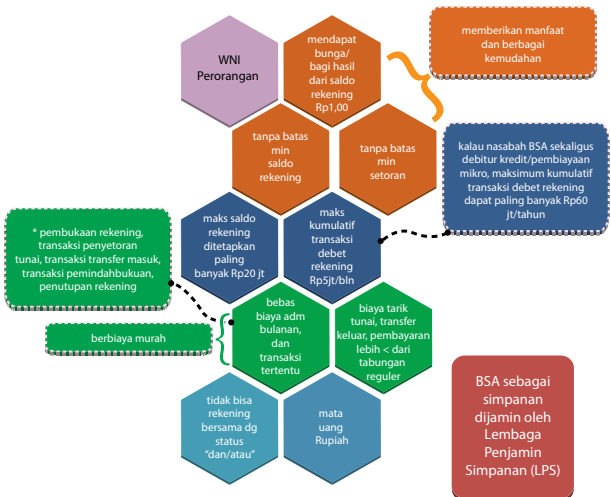 WNI
Perorangan
mendapat
bunga/
bagi hasil
dari saldo
rekening
Rp1,00
memberikan manfaat
dan berbagai
kemudahan
tanpa batas
min
saldo
rekening
tanpa batas
min
setoran
kalau nasabah BSA sekaligus
debitur kredit/pembiayaan
mikro, maksimum kumulatif
transaksi debet rekening
dapat paling banyak Rp60
jt/tahun
maks saldo
rekening
ditetapkan
paling
banyak Rp20 jt
maks
kumulatif
transaksi
debet
rekening
Rp5jt/bln
* pembukaan rekening,
transaksi penyetoran
tunai, transaksi transfer masuk,
transaksi pemindahbukuan,
penutupan rekening
berbiaya murah
bebas
biaya adm
bulanan,
dan
transaksi
tertentu
biaya tarik
tunai, transfer
keluar, pembayaran
lebih < dari
tabungan
reguler
tidak bisa
rekening
bersama dg
status
"dan/atau"
mata
uang
Rupiah
BSA sebagai
simpanan
dijamin oleh
Lembaga
Penjamin
Simpanan (LPS)